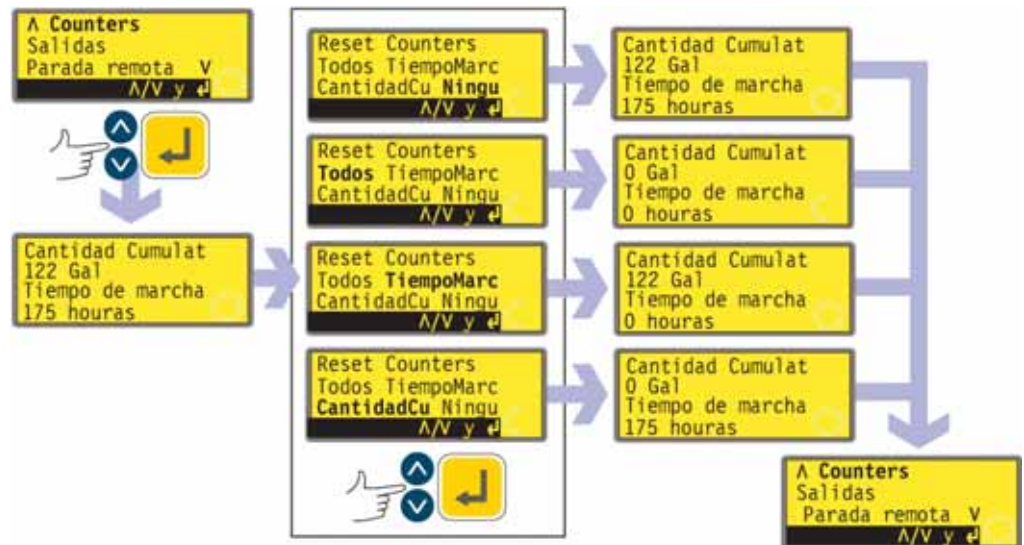 Λ Counters
Salidas
Parada remota V
Λ/V y ↲
Cantidad Cumulat
122 Gal
Tiempo de marcha
175 houras
Reset Counters
Todos TiempoMarc
CantidadCu Ningu
Λ/V y ↲
Cantidad Cumulat
122 Gal
Tiempo de marcha
175 houras
Reset Counters
Todos TiempoMarc
CantidadCu Ningu
Λ/V y ↲
Cantidad Cumulat
0 Gal
Tiempo de marcha
0 houras
Reset Counters
Todos TiempoMarc
CantidadCu Ningu
Λ/V y ↲
Cantidad Cumulat
122 Gal
Tiempo de marcha
0 houras
Reset Counters
Todos TiempoMarc
CantidadCu Ningu
Λ/V y ↲
Cantidad Cumulat
0 Gal
Tiempo de marcha
175 houras
Λ Counters
Salidas
Parada remota V
Λ/V y ↲